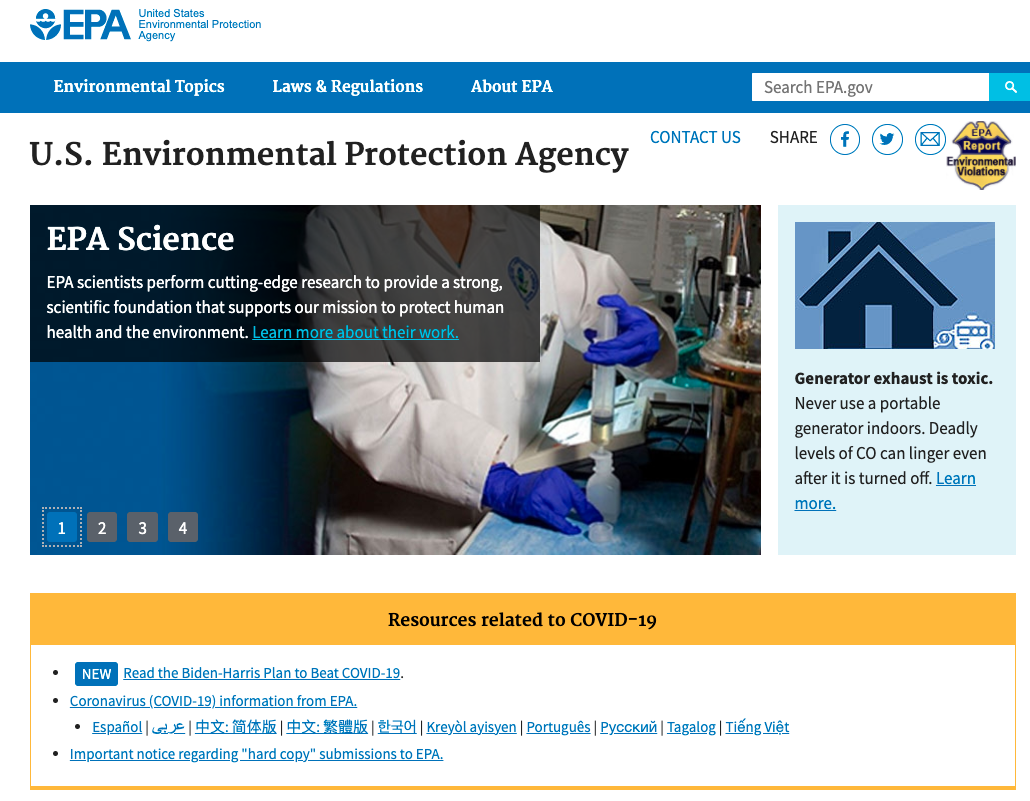 EPA
United States
Environmental Protection
Agency
Environmental Topics
Laws & Regulations
About EPA
Search EPA.gov
U.S. Environmental Protection Agency
CONTACT US
SHARE
EPA
Report
Environmental
Violations
EPA Science
EPA scientists perform cutting-edge research to provide a strong,
scientific foundation that supports our mission to protect human
health and the environment. Learn more about their work.
1 2 3 4
Generator exhaust is toxic.
Never use a portable
generator indoors. Deadly
levels of CO can linger even
after it is turned off. Learn
more.
Resources related to COVID-19
• NEW Read the Biden-Harris Plan to Beat COVID-19.
• Coronavirus (COVID-19) information from EPA.
• Español | عربى | 中文: 简体版 | 中文: 繁體版 | 한국어 | Kreyòl ayisyen | Português | Русский | Tagalog | Tiếng Việt
• Important notice regarding "hard copy" submissions to EPA.